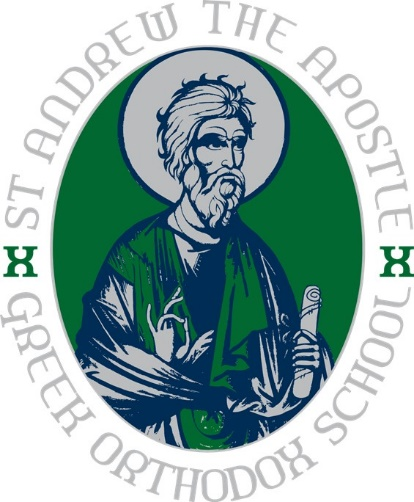 ST ANDREW THE APOSTLE
GREEK ORTHODOX SCHOOL